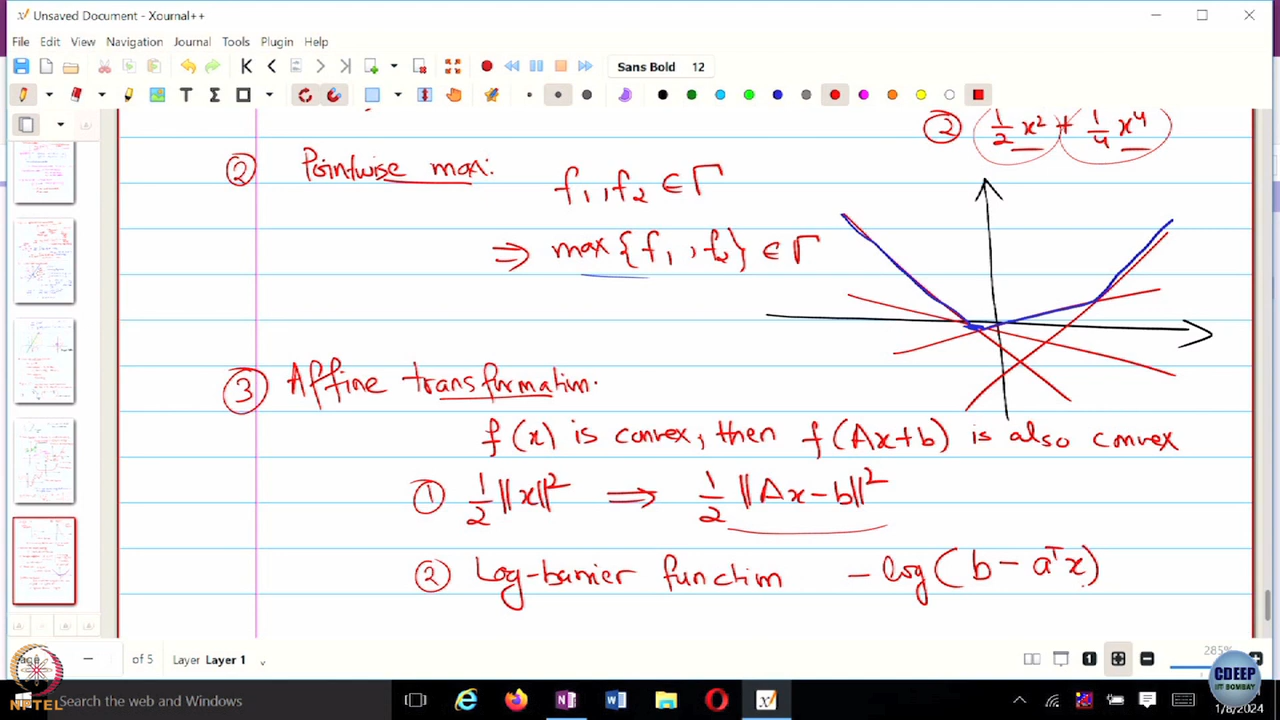 Unsaved Document - Xournal++
File Edit View Navigation Journal Tools Plugin Help
Sans Bold 12
② 1/2 x² + 1/4 x⁴
② Pointwise max.
f₁, f₂ ∈ Γ
⇒ max{f₁, f₂} ∈ Γ
③ Affine transformation.
f(x) is convex, then f(Ax+b) is also convex
① 1/2 ||x||² ⇒ 1/2 ||Ax-b||²
② Log-barrier function - log(b - aᵀx)
of 5 Layer Layer 1
285%
NPTEL
Search the web and Windows
CDEEP
IIT BOMBAY
1/8/2024